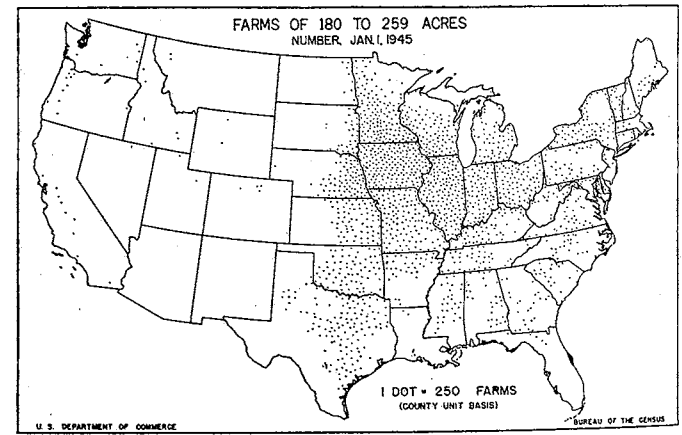 FARMS OF 180 TO 259 ACRES
NUMBER, JAN. 1, 1945
1 DOT = 250 FARMS
(COUNTY UNIT BASIS)
U. S. DEPARTMENT OF COMMERCE
BUREAU OF THE CENSUS